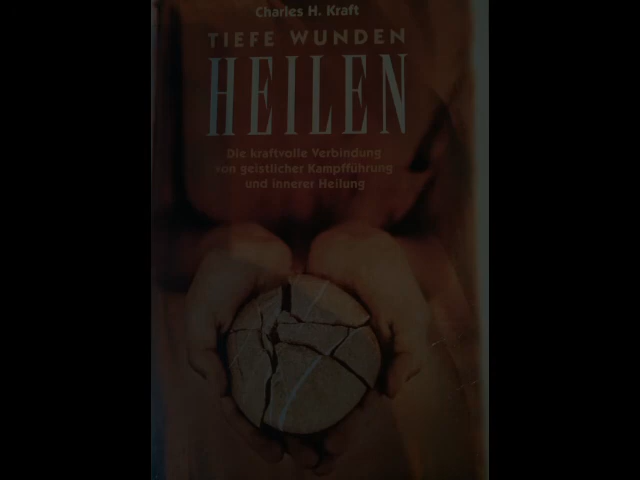 Charles H. Kraft
TIEFE WUNDEN
HEILEN
Die kraftvolle Verbindung
von geistlicher Kampfführung
und innerer Heilung